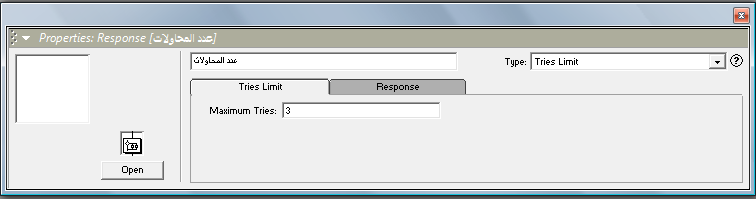 Properties: Response [عدد المحاولات]
عدد المحاولات
Type: Tries Limit
Tries Limit Response
Maximum Tries: 3
Open